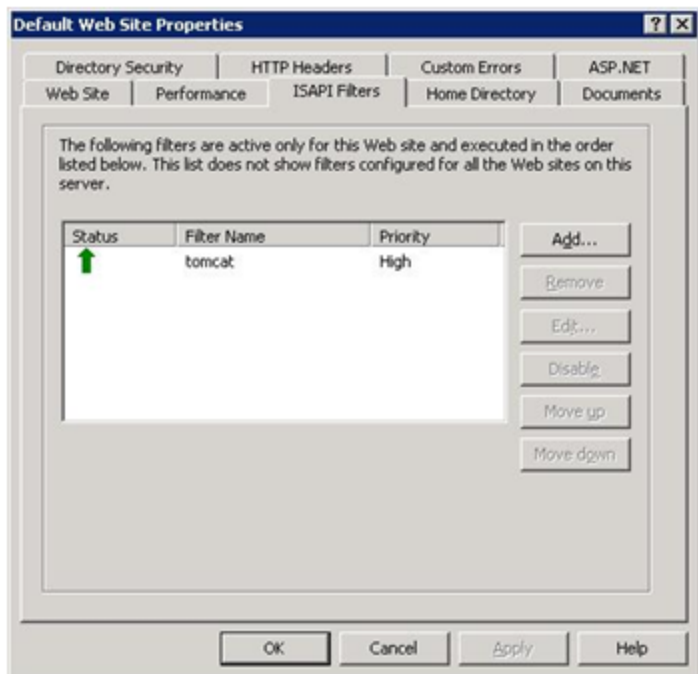 Default Web Site Properties
Directory Security HTTP Headers Custom Errors ASP.NET
Web Site Performance ISAPI Filters Home Directory Documents
The following filters are active only for this Web site and executed in the order
listed below. This list does not show filters configured for all the Web sites on this
server.
Status Filter Name Priority
tomcat High
Add...
Remove
Edit...
Disable
Move up
Move down
OK Cancel Apply Help